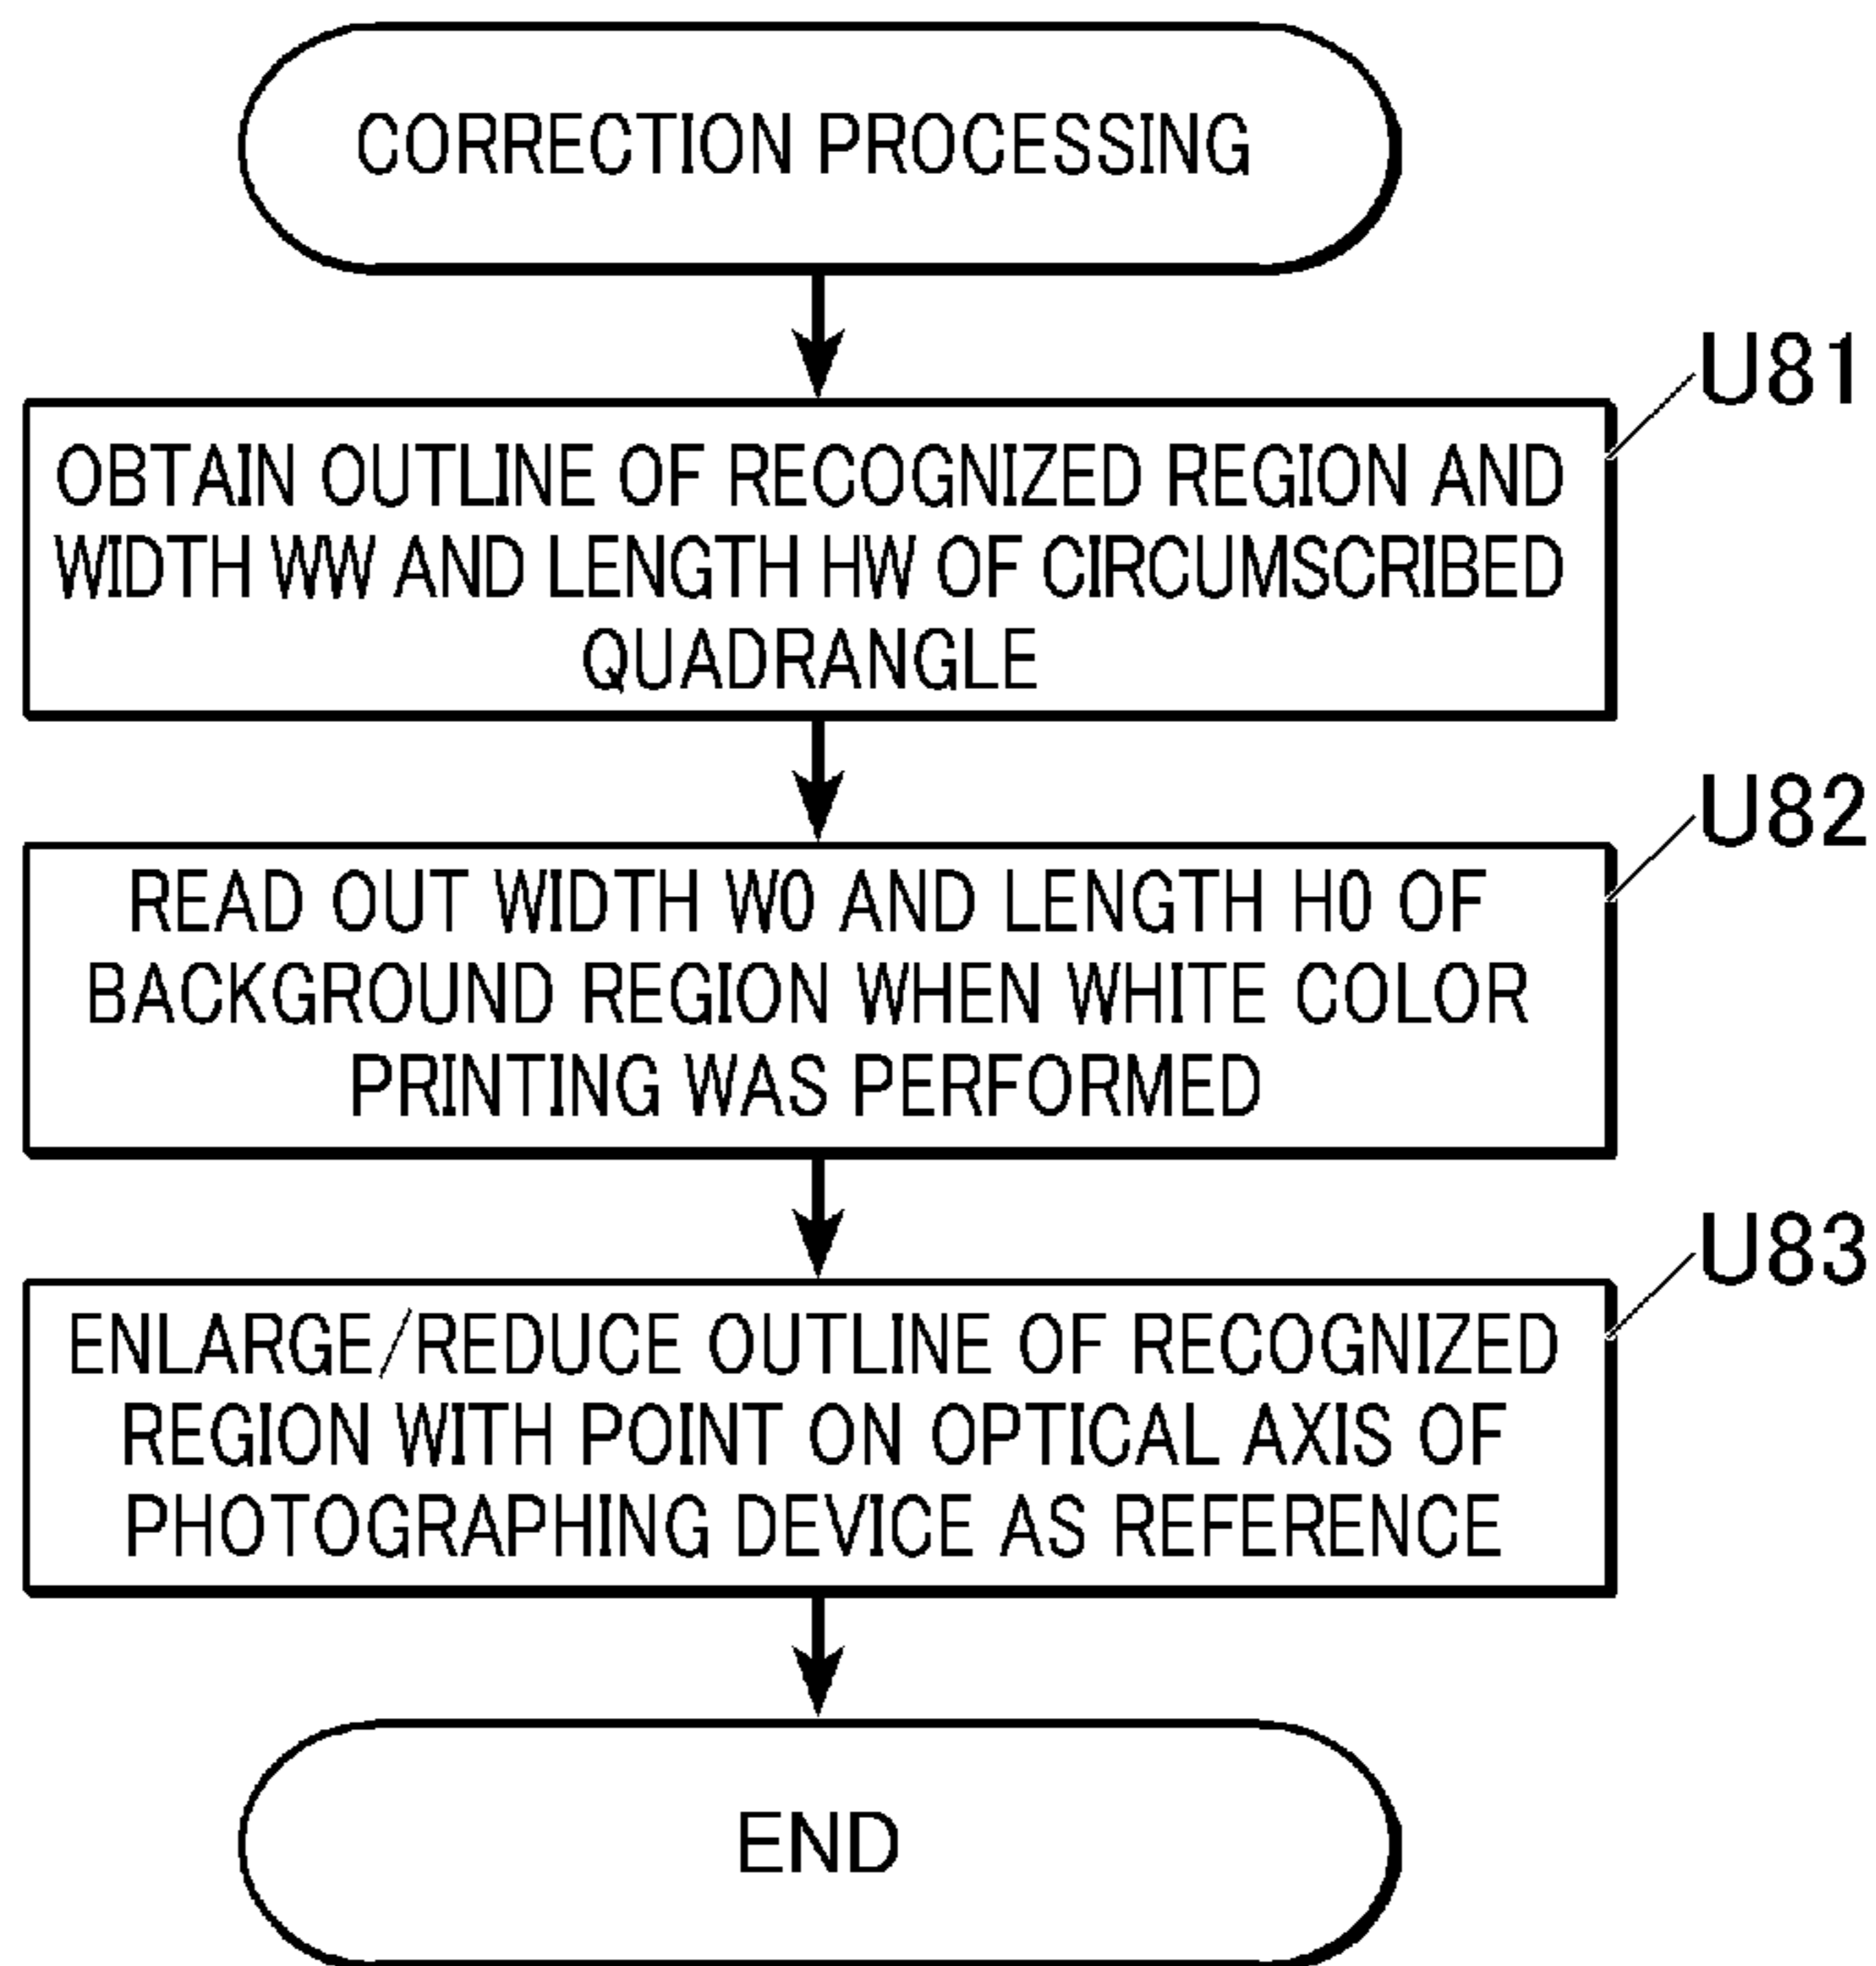 CORRECTION PROCESSING
U81
OBTAIN OUTLINE OF RECOGNIZED REGION AND
WIDTH WW AND LENGTH HW OF CIRCUMSCRIBED
QUADRANGLE
U82
READ OUT WIDTH W0 AND LENGTH H0 OF
BACKGROUND REGION WHEN WHITE COLOR
PRINTING WAS PERFORMED
U83
ENLARGE/REDUCE OUTLINE OF RECOGNIZED
REGION WITH POINT ON OPTICAL AXIS OF
PHOTOGRAPHING DEVICE AS REFERENCE
END